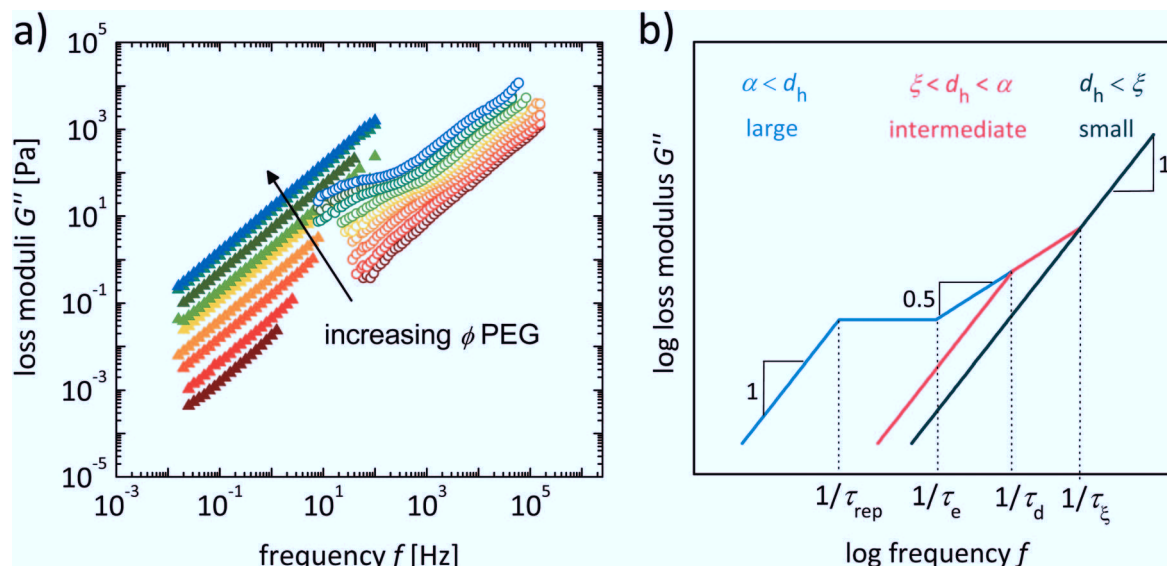 a)
loss moduli G'' [Pa]
10^5
10^3
10^1
10^-1
10^-3
10^-5
increasing ϕ PEG
10^-3
10^-1
10^1
10^3
10^5
frequency f [Hz]
b)
log loss modulus G''
α < d_h
large
ξ < d_h < α
intermediate
d_h < ξ
small
1
0.5
1
1/τ_rep
1/τ_e
1/τ_d
1/τ_ξ
log frequency f